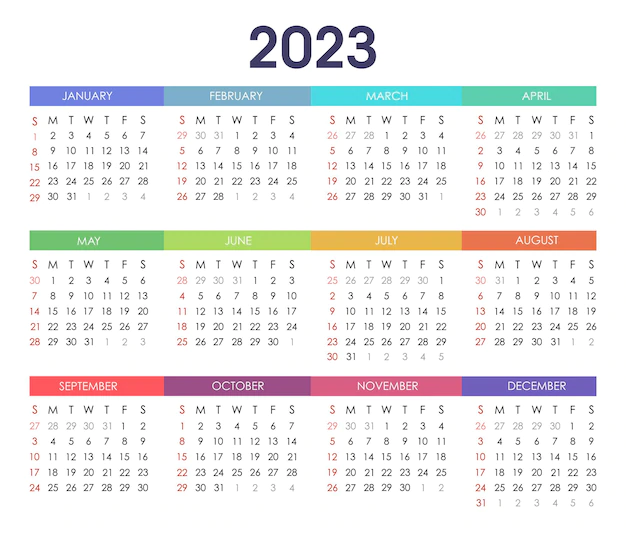 2023
JANUARY
S M T W T F S
1 2 3 4 5 6 7
8 9 10 11 12 13 14
15 16 17 18 19 20 21
22 23 24 25 26 27 28
29 30 31 1 2 3 4
FEBRUARY
S M T W T F S
29 30 31 1 2 3 4
5 6 7 8 9 10 11
12 13 14 15 16 17 18
19 20 21 22 23 24 25
26 27 28 1 2 3 4
MARCH
S M T W T F S
26 27 28 1 2 3 4
5 6 7 8 9 10 11
12 13 14 15 16 17 18
19 20 21 22 23 24 25
26 27 28 29 30 31 1
APRIL
S M T W T F S
26 27 28 29 30 31 1
2 3 4 5 6 7 8
9 10 11 12 13 14 15
16 17 18 19 20 21 22
23 24 25 26 27 28 29
30 1 2 3 4 5 6
MAY
S M T W T F S
30 1 2 3 4 5 6
7 8 9 10 11 12 13
14 15 16 17 18 19 20
21 22 23 24 25 26 27
28 29 30 31 1 2 3
JUNE
S M T W T F S
28 29 30 31 1 2 3
4 5 6 7 8 9 10
11 12 13 14 15 16 17
18 19 20 21 22 23 24
25 26 27 28 29 30 1
JULY
S M T W T F S
25 26 27 28 29 30 1
2 3 4 5 6 7 8
9 10 11 12 13 14 15
16 17 18 19 20 21 22
23 24 25 26 27 28 29
30 31 1 2 3 4 5
AUGUST
S M T W T F S
30 31 1 2 3 4 5
6 7 8 9 10 11 12
13 14 15 16 17 18 19
20 21 22 23 24 25 26
27 28 29 30 31 1 2
SEPTEMBER
S M T W T F S
27 28 29 30 31 1 2
3 4 5 6 7 8 9
10 11 12 13 14 15 16
17 18 19 20 21 22 23
24 25 26 27 28 29 30
OCTOBER
S M T W T F S
1 2 3 4 5 6 7
8 9 10 11 12 13 14
15 16 17 18 19 20 21
22 23 24 25 26 27 28
29 30 31 1 2 3 4
NOVEMBER
S M T W T F S
29 30 31 1 2 3 4
5 6 7 8 9 10 11
12 13 14 15 16 17 18
19 20 21 22 23 24 25
26 27 28 29 30 1 2
DECEMBER
S M T W T F S
26 27 28 29 30 1 2
3 4 5 6 7 8 9
10 11 12 13 14 15 16
17 18 19 20 21 22 23
24 25 26 27 28 29 30
31 1 2 3 4 5 6